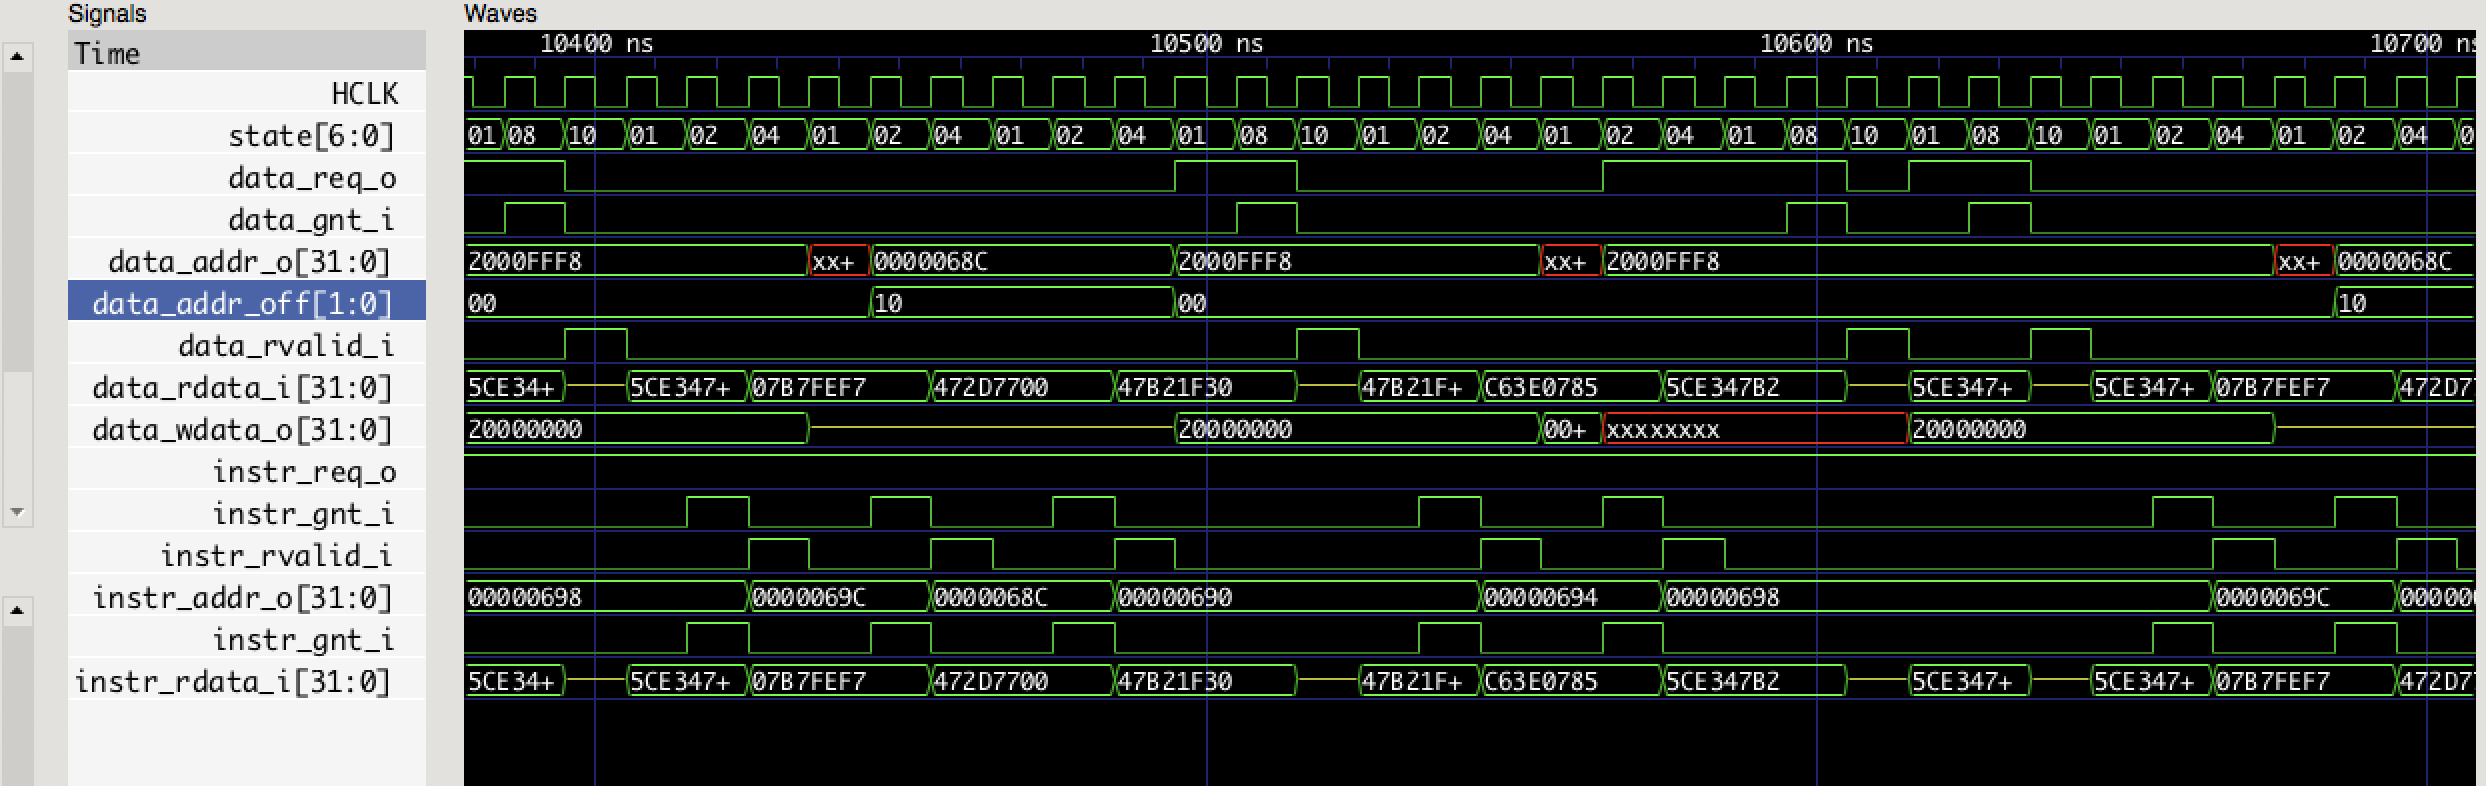 Signals Waves
Time 10400 ns 10500 ns 10600 ns 10700 ns
HCLK
state[6:0] 01 08 10 01 02 04 01 02 04 01 02 04 01 08 10 01 02 04 01 02 04 01 08 10 01 08 10 01 02 04 01 02 04 0
data_req_o
data_gnt_i
data_addr_o[31:0] 2000FFF8 xx+ 0000068C 2000FFF8 xx+ 2000FFF8 xx+ 0000068C
data_addr_off[1:0] 00 10 00 10
data_rvalid_i
data_rdata_i[31:0] 5CE34+ 5CE347+ 07B7FEF7 472D7700 47B21F30 47B21F+ C63E0785 5CE347B2 5CE347+ 5CE347+ 07B7FEF7 472D7
data_wdata_o[31:0] 20000000 20000000 00+ xxxxxxxx 20000000
instr_req_o
instr_gnt_i
instr_rvalid_i
instr_addr_o[31:0] 00000698 0000069C 0000068C 00000690 00000694 00000698 0000069C 000000
instr_gnt_i
instr_rdata_i[31:0] 5CE34+ 5CE347+ 07B7FEF7 472D7700 47B21F30 47B21F+ C63E0785 5CE347B2 5CE347+ 5CE347+ 07B7FEF7 472D7